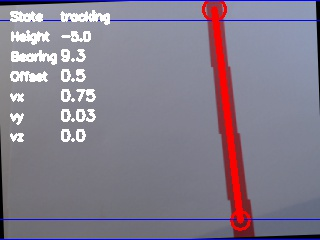 State tracking
Height -5.0
Bearing 9.3
Offset 0.5
vx 0.75
vy 0.03
vz 0.0